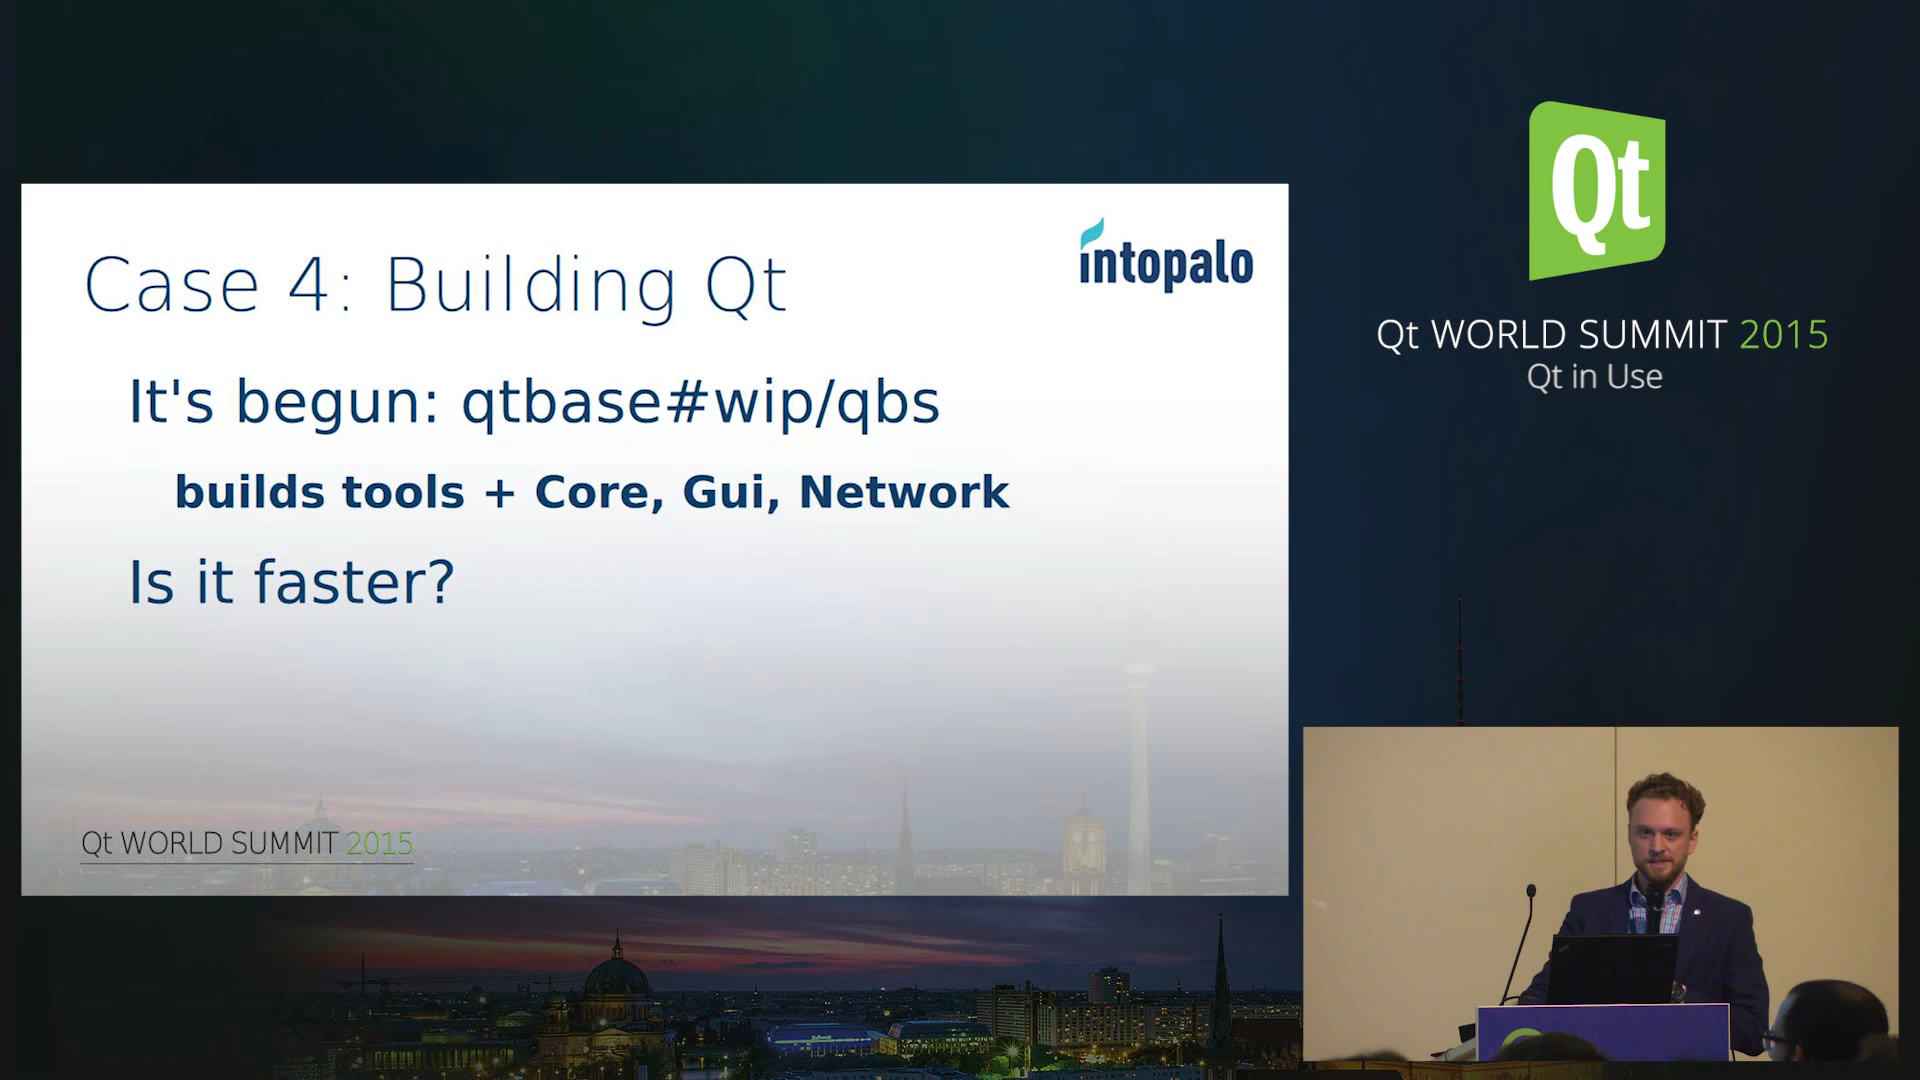 Case 4: Building Qt
intopalo
It's begun: qtbase#wip/qbs
builds tools + Core, Gui, Network
Is it faster?
Qt WORLD SUMMIT 2015
Qt
Qt WORLD SUMMIT 2015
Qt in Use